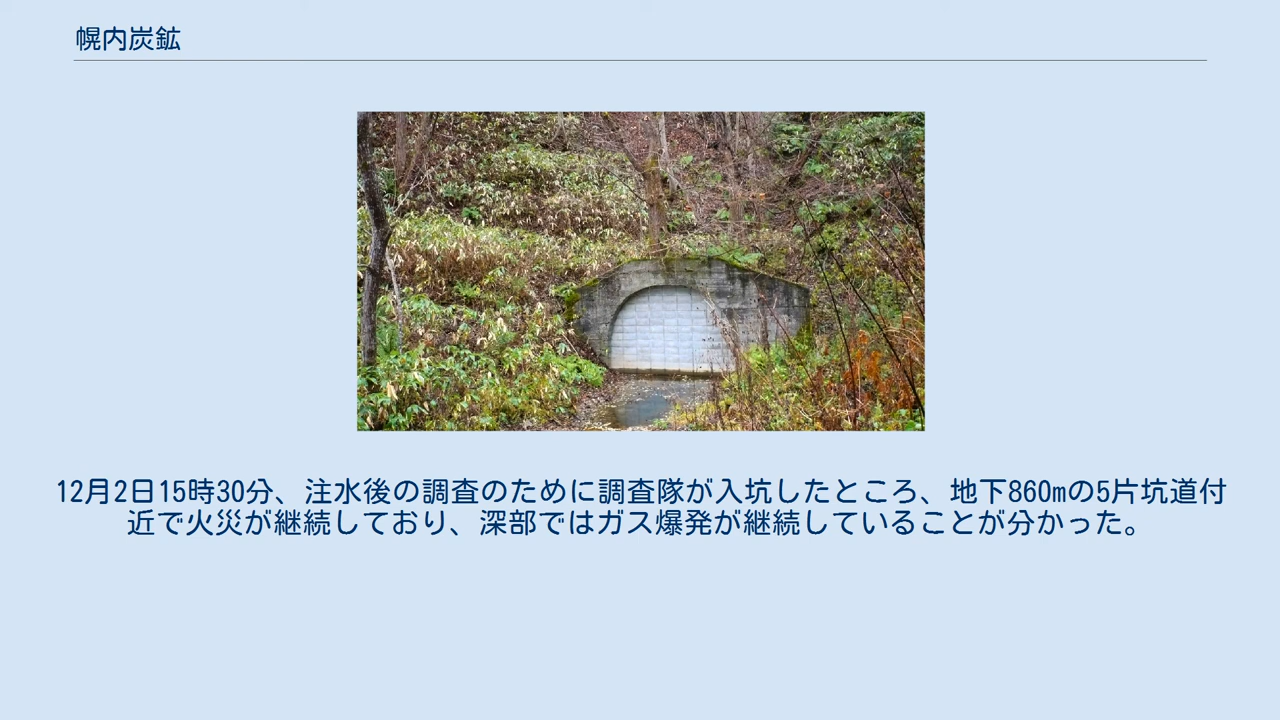 幌内炭鉱
12月2日15時30分、注水後の調査のために調査隊が入坑したところ、地下860mの5片坑道付
近で火災が継続しており、深部ではガス爆発が継続していることが分かった。